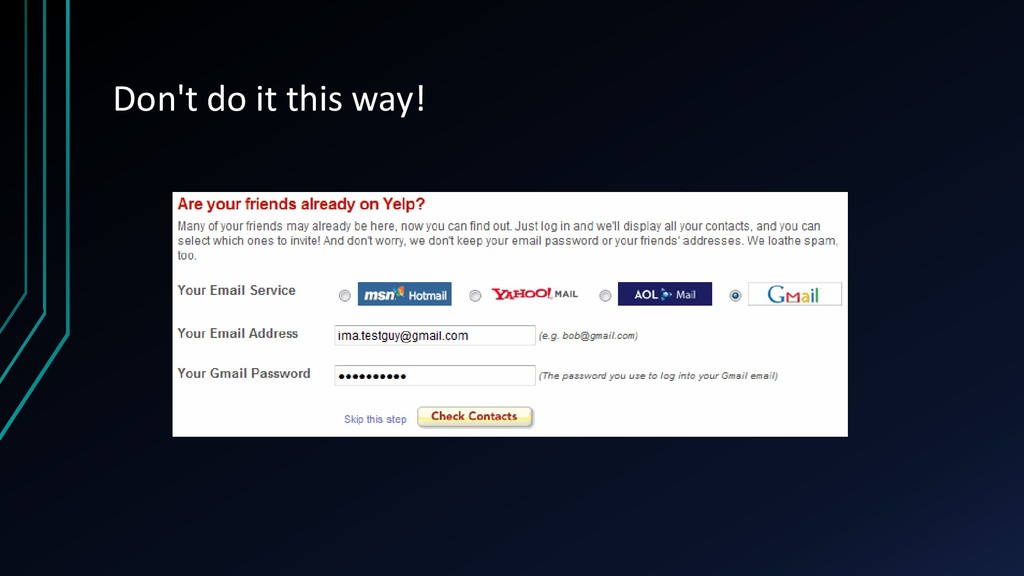 Don't do it this way!
Are your friends already on Yelp?
Many of your friends may already be here, now you can find out. Just log in and we'll display all your contacts, and you can
select which ones to invite! And don't worry, we don't keep your email password or your friends' addresses. We loathe spam,
too.
Your Email Service msn Hotmail YAHOO! MAIL AOL Mail Gmail
Your Email Address ima.testguy@gmail.com (e.g. bob@gmail.com)
Your Gmail Password •••••••••• (The password you use to log into your Gmail email)
Skip this step Check Contacts